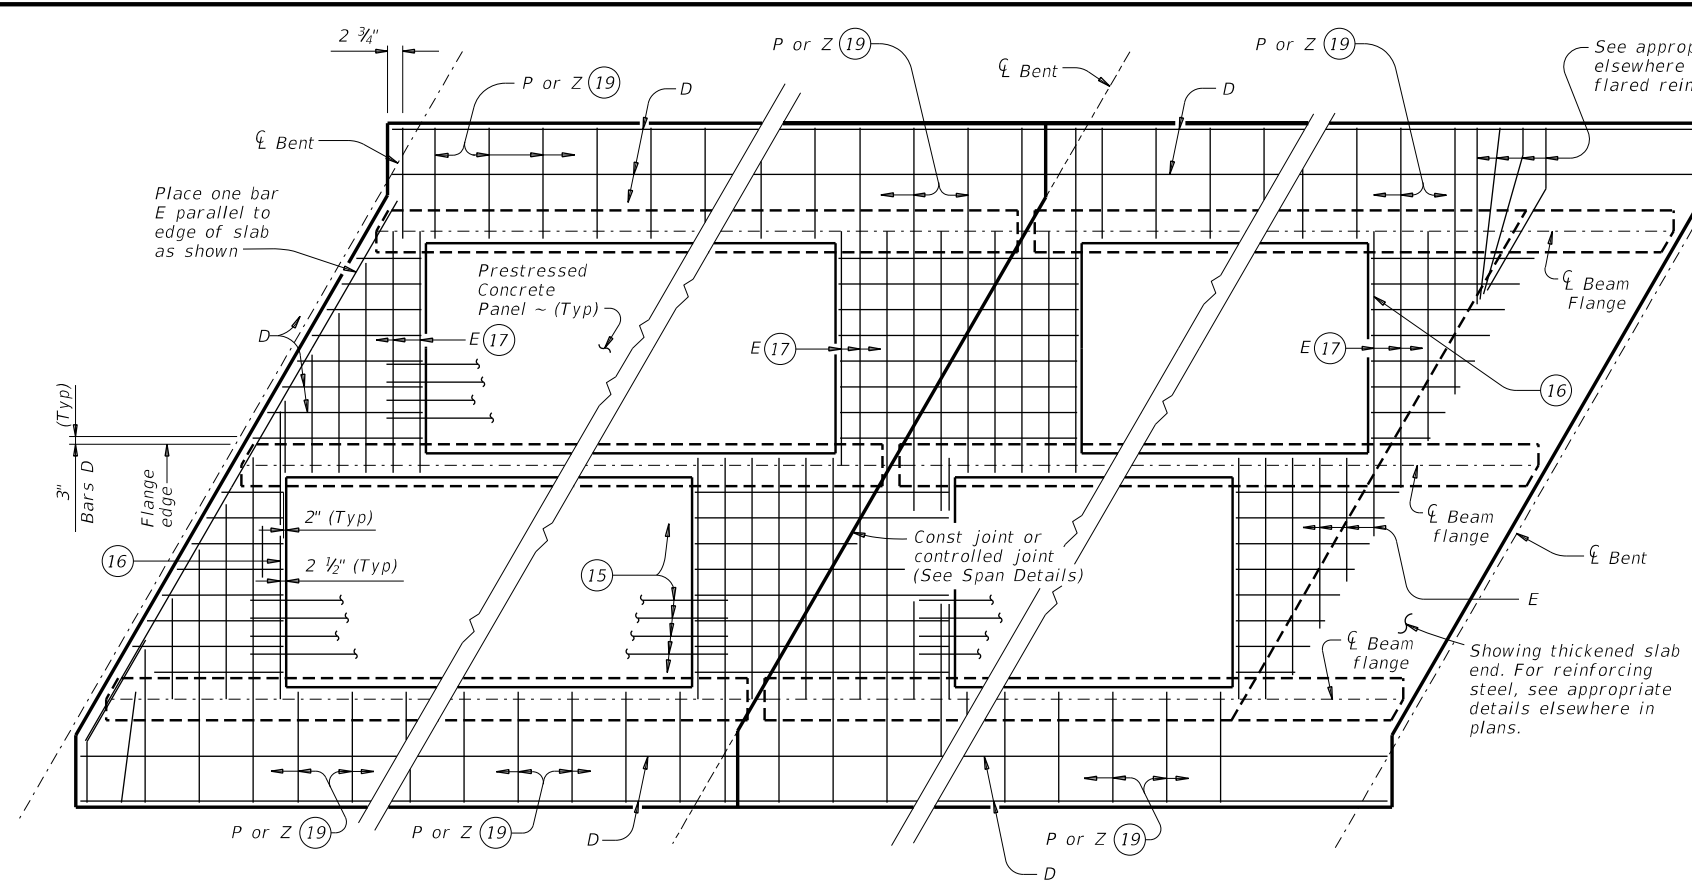 2 ¾"
P or Z 19
D
P or Z 19
℄ Bent
D
P or Z 19
See approp
elsewhere
flared rein
℄ Bent
Place one bar
E parallel to
edge of slab
as shown
Prestressed
Concrete
Panel ~ (Typ)
℄ Beam
Flange
D
E 17
E 17
E 17
16
(Typ)
3"
Bars D
Flange
edge
2" (Typ)
16
2 ½" (Typ)
15
Const joint or
controlled joint
(See Span Details)
℄ Beam
flange
℄ Bent
E
℄ Beam
flange
Showing thickened slab
end. For reinforcing
steel, see appropriate
details elsewhere in
plans.
P or Z 19
P or Z 19
D
P or Z 19
D